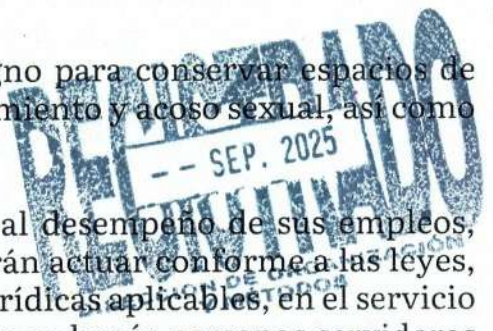 gno para conservar espacios de
miento y acoso sexual, así como
REGISTRADO
-- SEP. 2025
al desempeño de sus empleos,
rán actuar conforme a las leyes,
rídicas aplicables, en el servicio